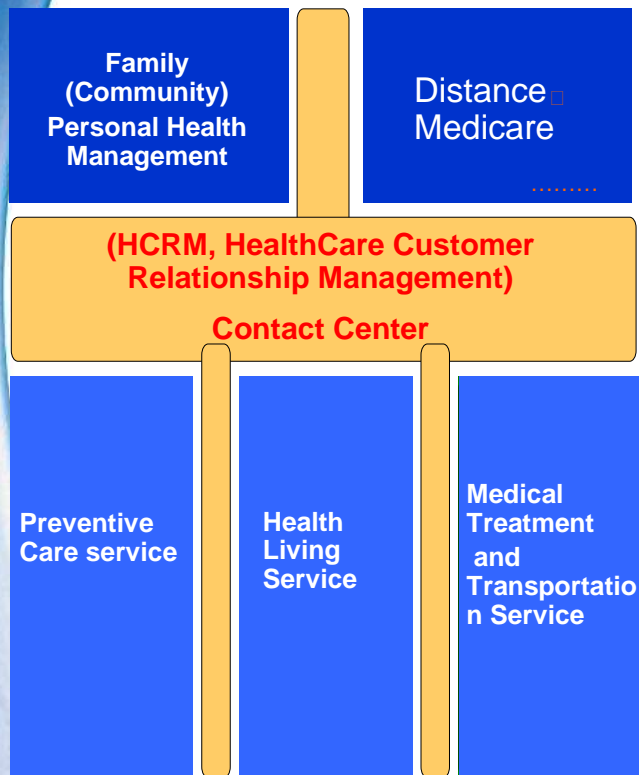 Family
(Community)
Personal Health
Management
Distance
Medicare
.........
(HCRM, HealthCare Customer
Relationship Management)
Contact Center
Preventive
Care service
Health
Living
Service
Medical
Treatment
and
Transportatio
n Service